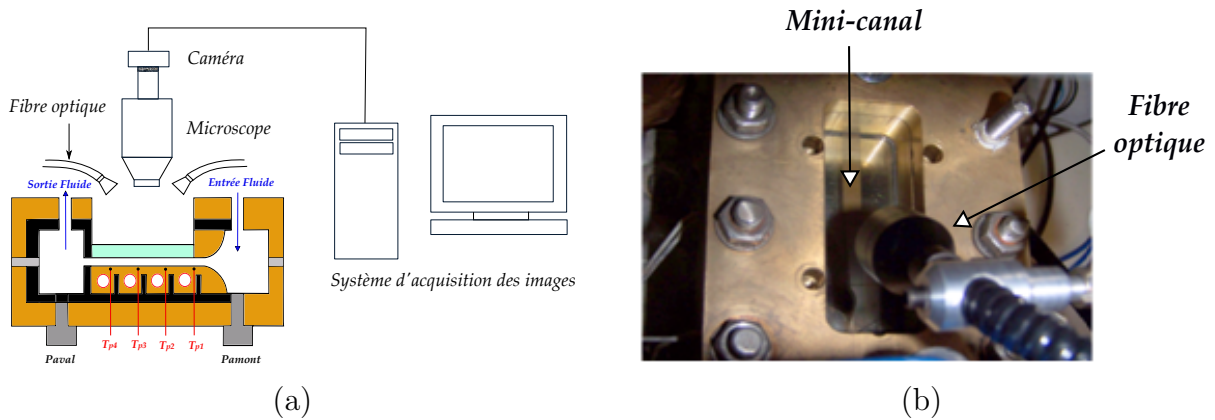 Caméra
Fibre optique
Microscope
Sortie Fluide
Entrée Fluide
Système d'acquisition des images
Tp4 Tp3 Tp2 Tp1
Paval
Pamont
(a)
Mini-canal
Fibre
optique
(b)